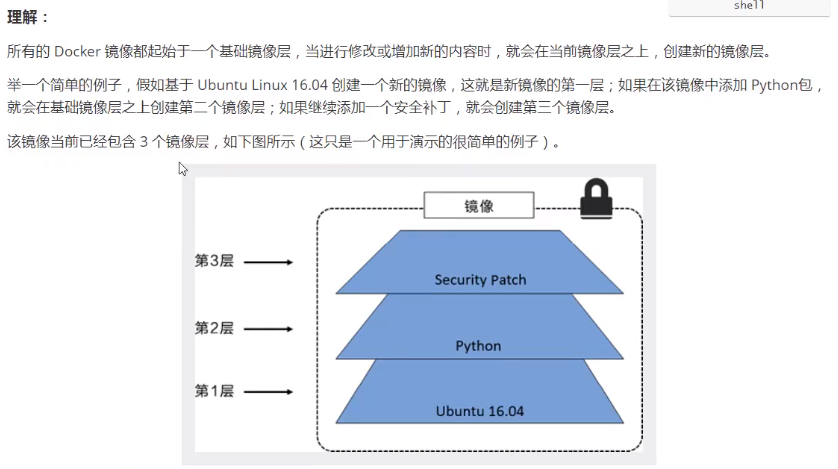 shell
理解：
所有的 Docker 镜像都起始于一个基础镜像层，当进行修改或增加新的内容时，就会在当前镜像层之上，创建新的镜像层。
举一个简单的例子，假如基于 Ubuntu Linux 16.04 创建一个新的镜像，这就是新镜像的第一层；如果在该镜像中添加 Python包，
就会在基础镜像层之上创建第二个镜像层；如果继续添加一个安全补丁，就会创建第三个镜像层。
该镜像当前已经包含 3 个镜像层，如下图所示（这只是一个用于演示的很简单的例子）。
镜像
第3层
Security Patch
第2层
Python
第1层
Ubuntu 16.04